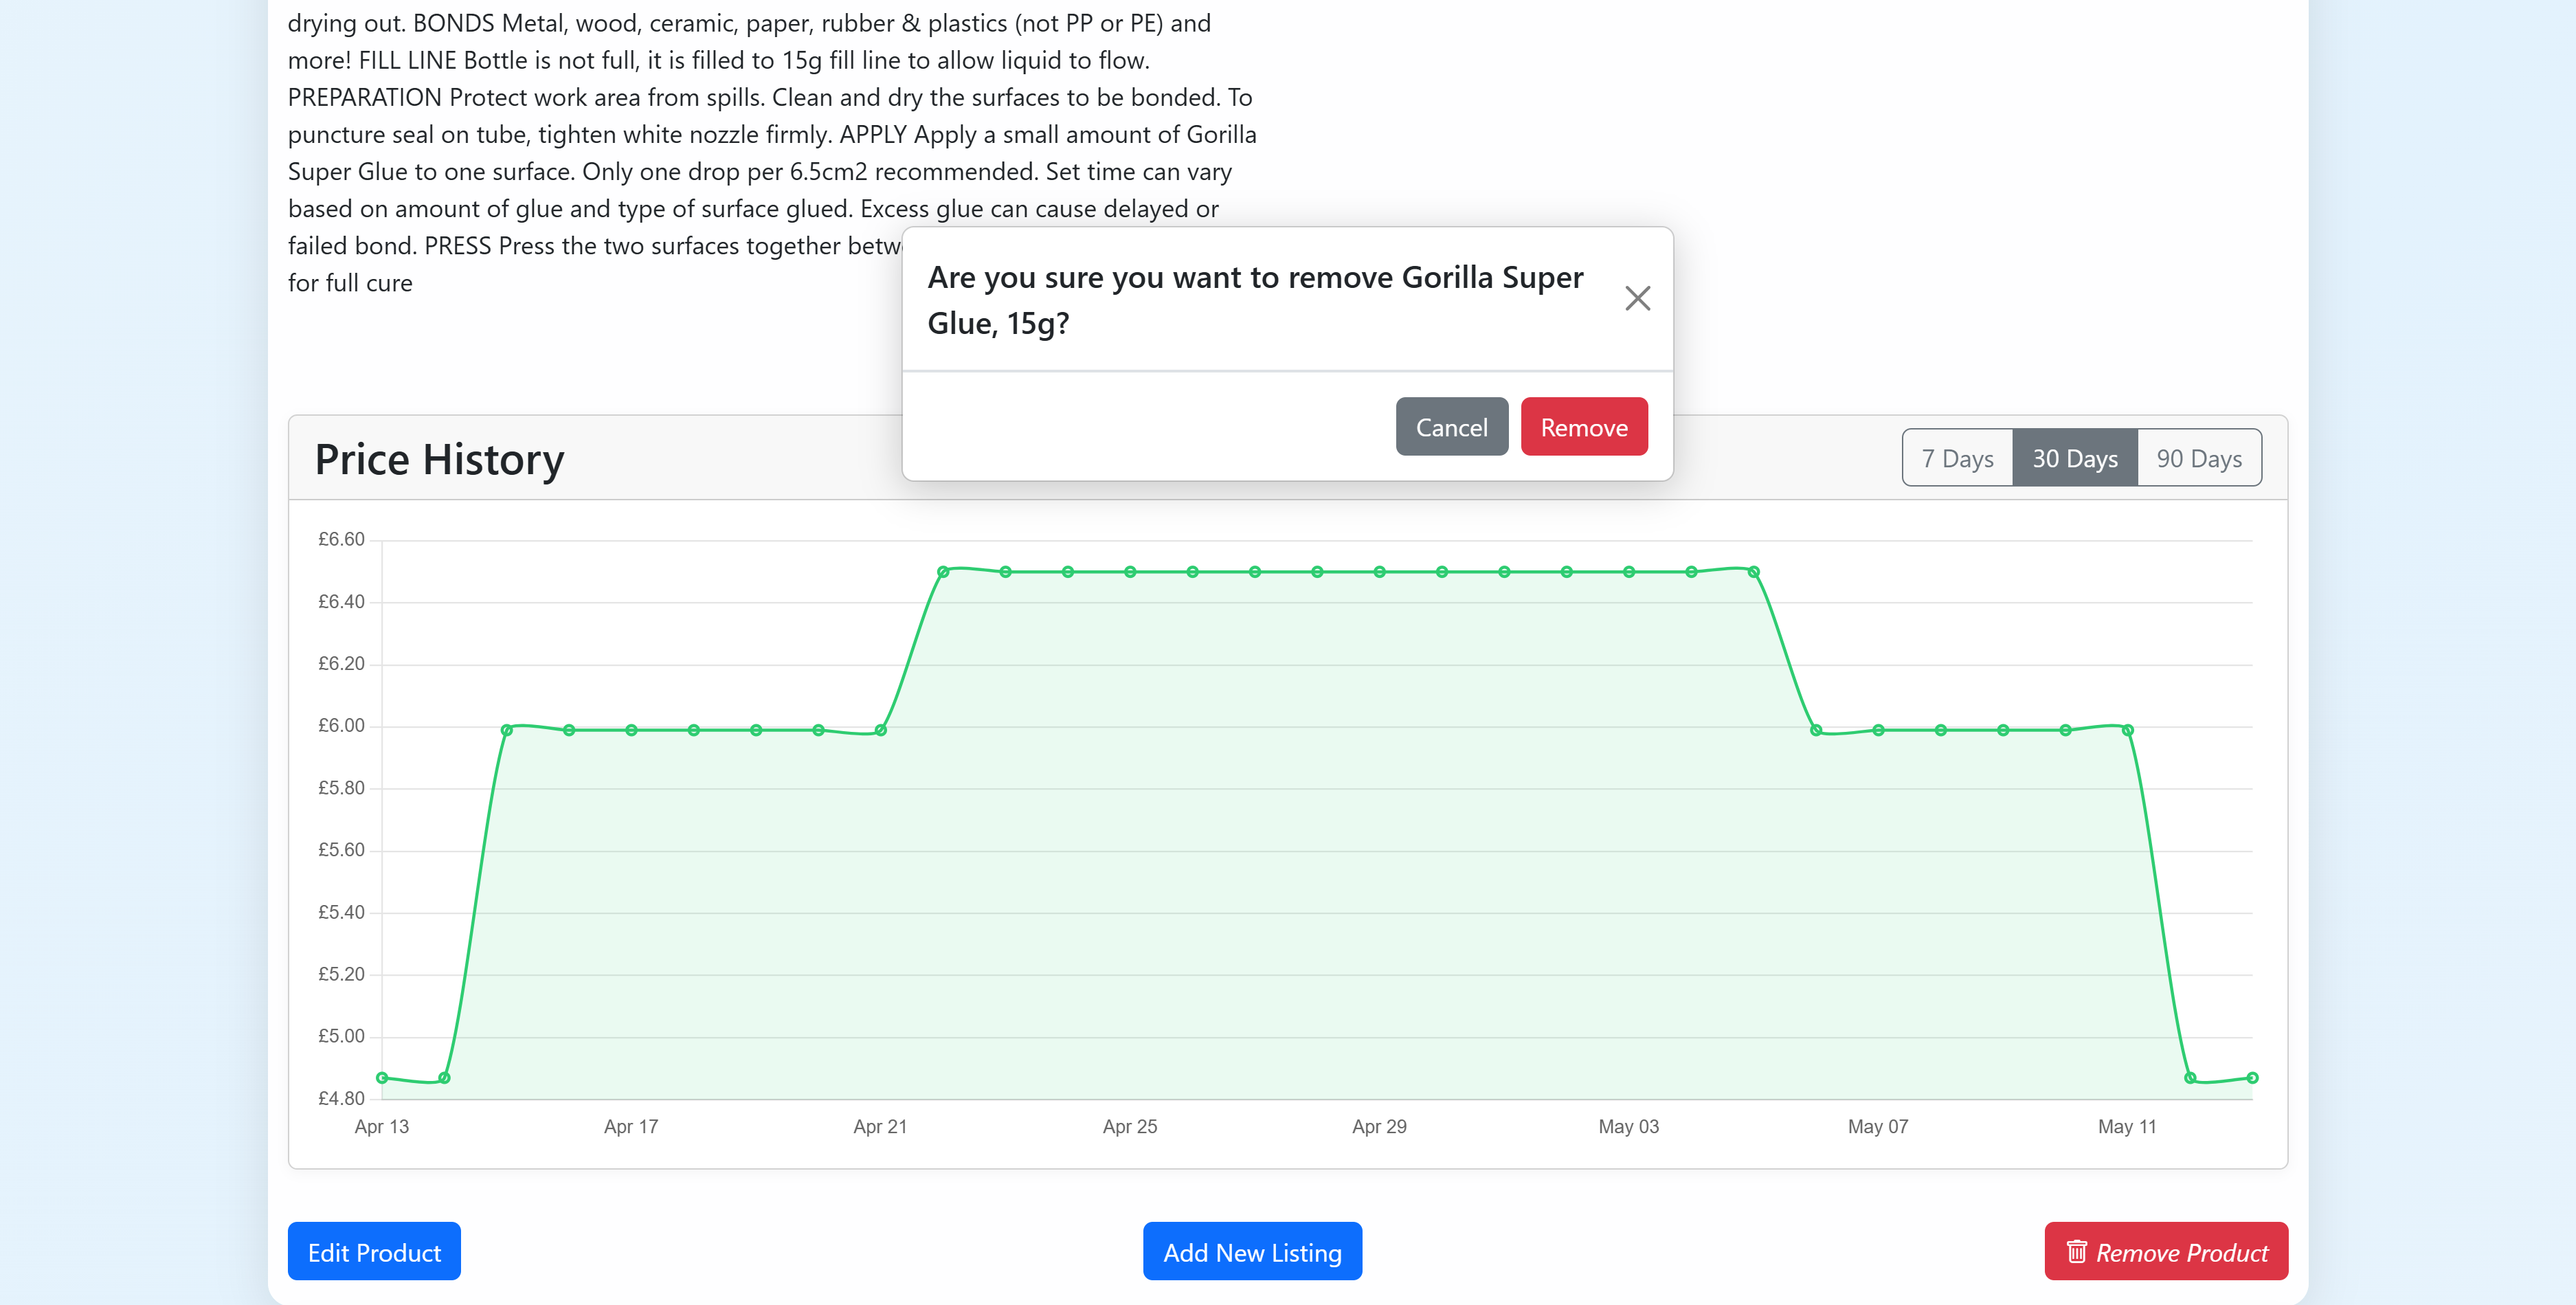 drying out. BONDS Metal, wood, ceramic, paper, rubber & plastics (not PP or PE) and
more! FILL LINE Bottle is not full, it is filled to 15g fill line to allow liquid to flow.
PREPARATION Protect work area from spills. Clean and dry the surfaces to be bonded. To
puncture seal on tube, tighten white nozzle firmly. APPLY Apply a small amount of Gorilla
Super Glue to one surface. Only one drop per 6.5cm2 recommended. Set time can vary
based on amount of glue and type of surface glued. Excess glue can cause delayed or
failed bond. PRESS Press the two surfaces together
for full cure
Are you sure you want to remove Gorilla Super
Glue, 15g?
Cancel Remove
Price History
7 Days 30 Days 90 Days
£6.60
£6.40
£6.20
£6.00
£5.80
£5.60
£5.40
£5.20
£5.00
£4.80
Apr 13 Apr 17 Apr 21 Apr 25 Apr 29 May 03 May 07 May 11
Edit Product Add New Listing Remove Product